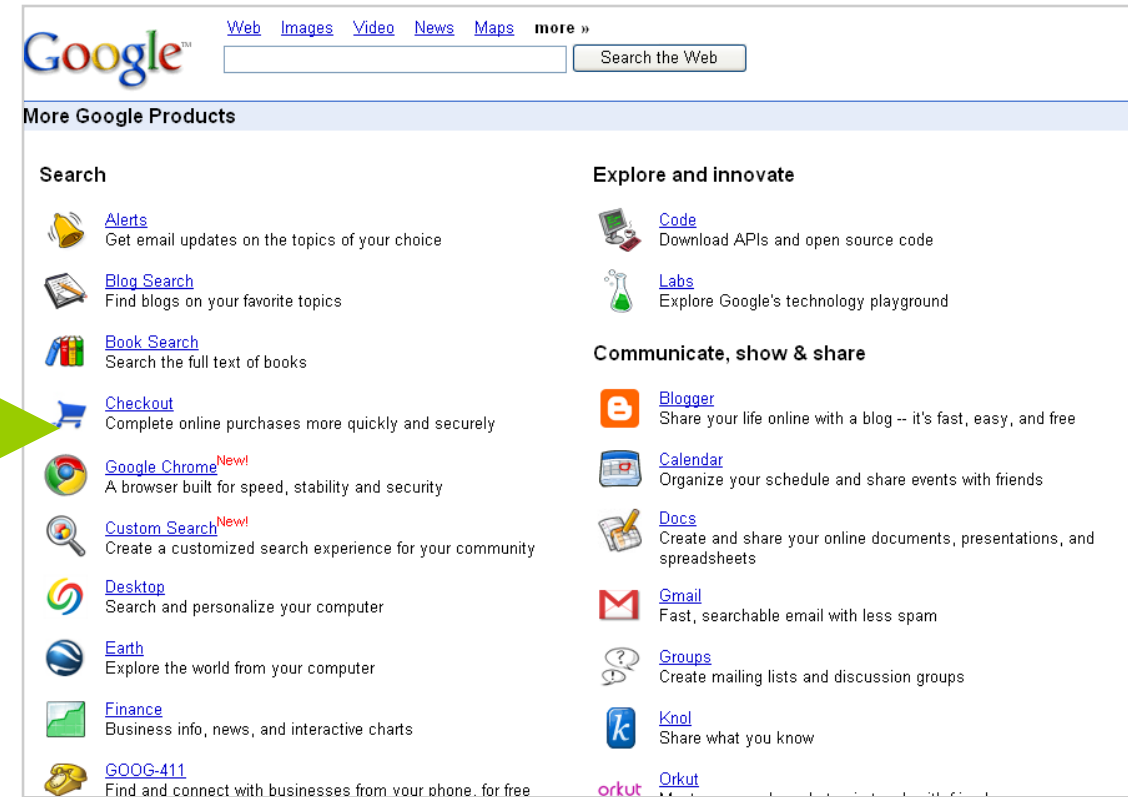 Google™
Web Images Video News Maps more »
Search the Web
More Google Products
Search
Alerts
Get email updates on the topics of your choice
Blog Search
Find blogs on your favorite topics
Book Search
Search the full text of books
Checkout
Complete online purchases more quickly and securely
Google Chrome New!
A browser built for speed, stability and security
Custom Search New!
Create a customized search experience for your community
Desktop
Search and personalize your computer
Earth
Explore the world from your computer
Finance
Business info, news, and interactive charts
GOOG-411
Find and connect with businesses from your phone, for free
Explore and innovate
Code
Download APIs and open source code
Labs
Explore Google's technology playground
Communicate, show & share
Blogger
Share your life online with a blog -- it's fast, easy, and free
Calendar
Organize your schedule and share events with friends
Docs
Create and share your online documents, presentations, and
spreadsheets
Gmail
Fast, searchable email with less spam
Groups
Create mailing lists and discussion groups
k
Knol
Share what you know
orkut
Orkut